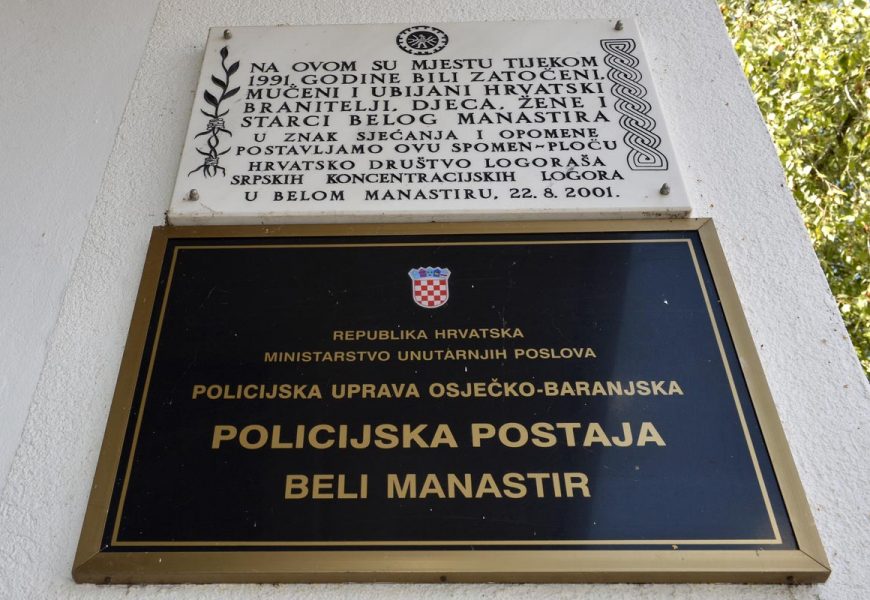 NA OVOM SU MJESTU TIJEKOM
1991. GODINE BILI ZATOČENI,
MUČENI I UBIJANI HRVATSKI
BRANITELJI, DJECA, ŽENE I
STARCI BELOG MANASTIRA
U ZNAK SJEĆANJA I OPOMENE
POSTAVLJAMO OVU SPOMEN-PLOČU
HRVATSKO DRUŠTVO LOGORAŠA
SRPSKIH KONCENTRACIJSKIH LOGORA
U BELOM MANASTIRU, 22. 8. 2001.
REPUBLIKA HRVATSKA
MINISTARSTVO UNUTARNJIH POSLOVA
POLICIJSKA UPRAVA OSJEČKO-BARANJSKA
POLICIJSKA POSTAJA
BELI MANASTIR